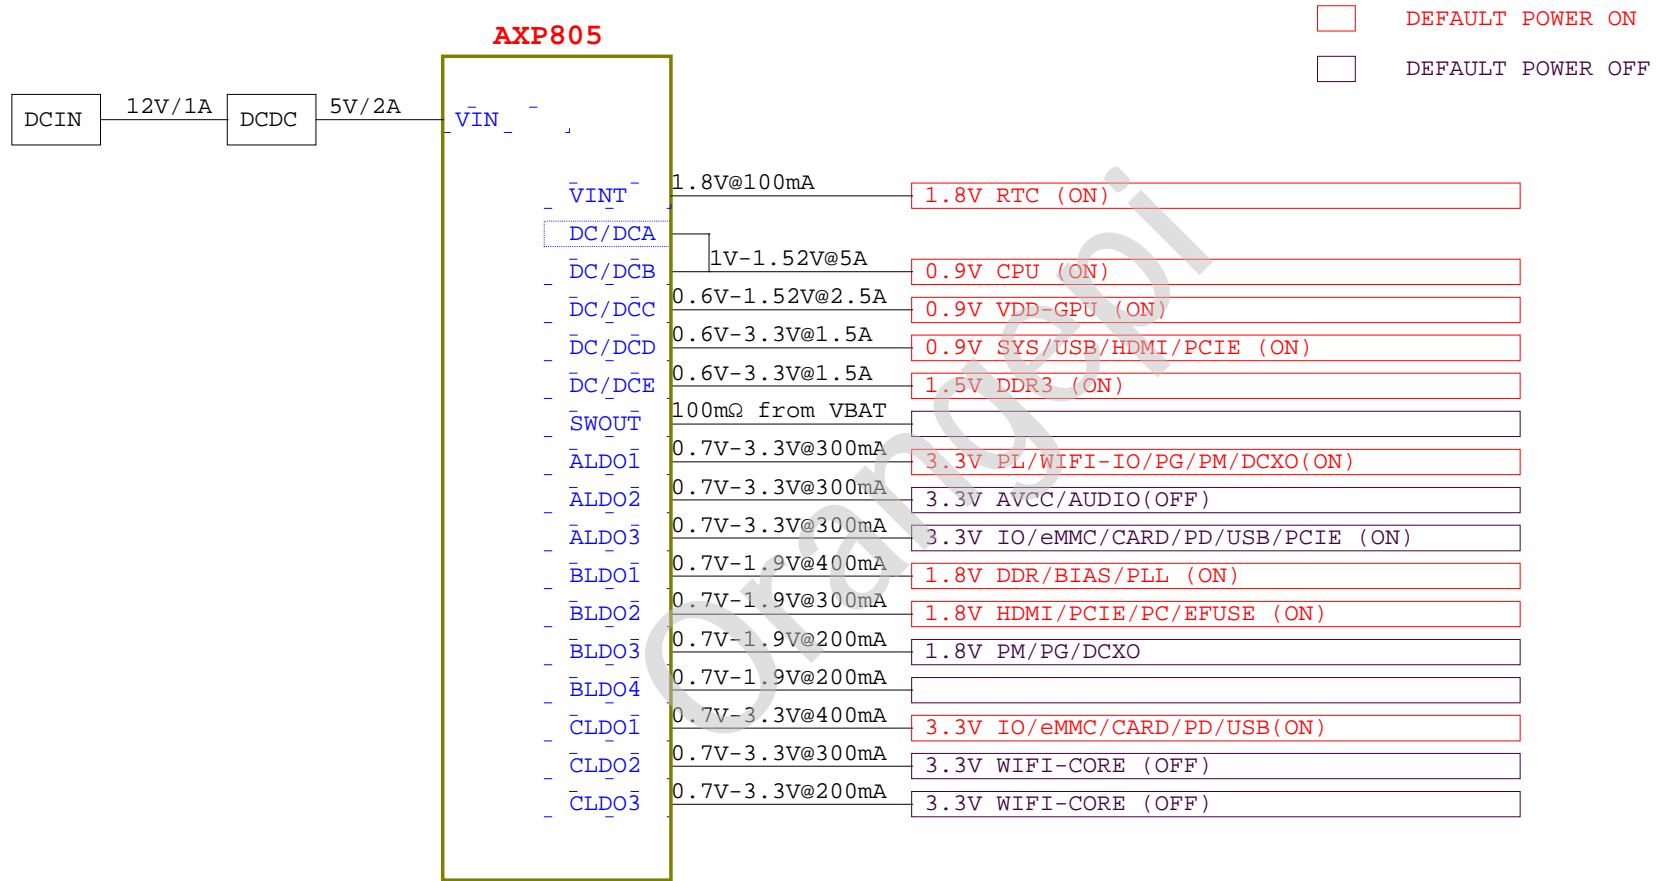 DEFAULT POWER ON
AXP805
DEFAULT POWER OFF
DCIN 12V/1A DCDC 5V/2A VIN
VINT 1.8V@100mA 1.8V RTC (ON)
DC/DCA
DC/DCB 1V-1.52V@5A 0.9V CPU (ON)
DC/DCC 0.6V-1.52V@2.5A 0.9V VDD-GPU (ON)
DC/DCD 0.6V-3.3V@1.5A 0.9V SYS/USB/HDMI/PCIE (ON)
DC/DCE 0.6V-3.3V@1.5A 1.5V DDR3 (ON)
SWOUT 100mΩ from VBAT
ALDO1 0.7V-3.3V@300mA 3.3V PL/WIFI-IO/PG/PM/DCXO(ON)
ALDO2 0.7V-3.3V@300mA 3.3V AVCC/AUDIO(OFF)
ALDO3 0.7V-3.3V@300mA 3.3V IO/eMMC/CARD/PD/USB/PCIE (ON)
BLDO1 0.7V-1.9V@400mA 1.8V DDR/BIAS/PLL (ON)
BLDO2 0.7V-1.9V@300mA 1.8V HDMI/PCIE/PC/EFUSE (ON)
BLDO3 0.7V-1.9V@200mA 1.8V PM/PG/DCXO
BLDO4 0.7V-1.9V@200mA
CLDO1 0.7V-3.3V@400mA 3.3V IO/eMMC/CARD/PD/USB(ON)
CLDO2 0.7V-3.3V@300mA 3.3V WIFI-CORE (OFF)
CLDO3 0.7V-3.3V@200mA 3.3V WIFI-CORE (OFF)
Orangepi